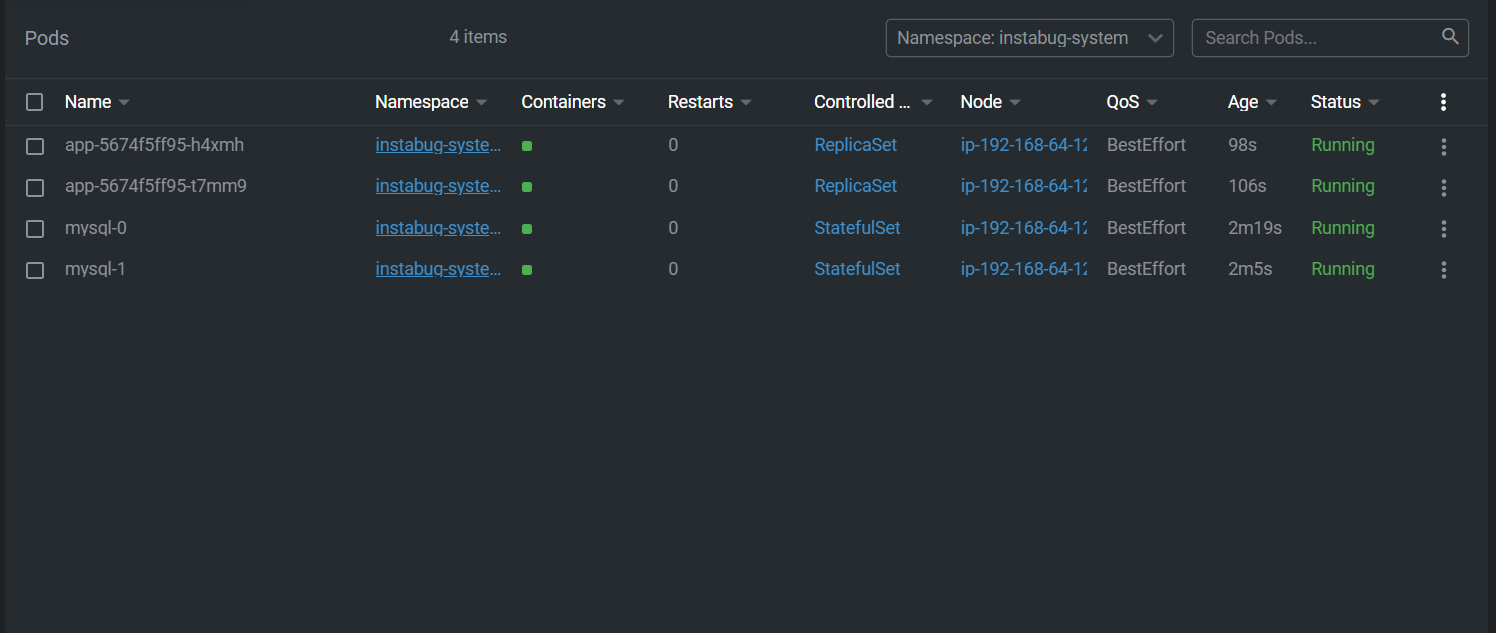 Pods 4 items Namespace: instabug-system Search Pods...
Name Namespace Containers Restarts Controlled ... Node QoS Age Status
app-5674f5ff95-h4xmh instabug-syste... 0 ReplicaSet ip-192-168-64-12 BestEffort 98s Running
app-5674f5ff95-t7mm9 instabug-syste... 0 ReplicaSet ip-192-168-64-12 BestEffort 106s Running
mysql-0 instabug-syste... 0 StatefulSet ip-192-168-64-12 BestEffort 2m19s Running
mysql-1 instabug-syste... 0 StatefulSet ip-192-168-64-12 BestEffort 2m5s Running